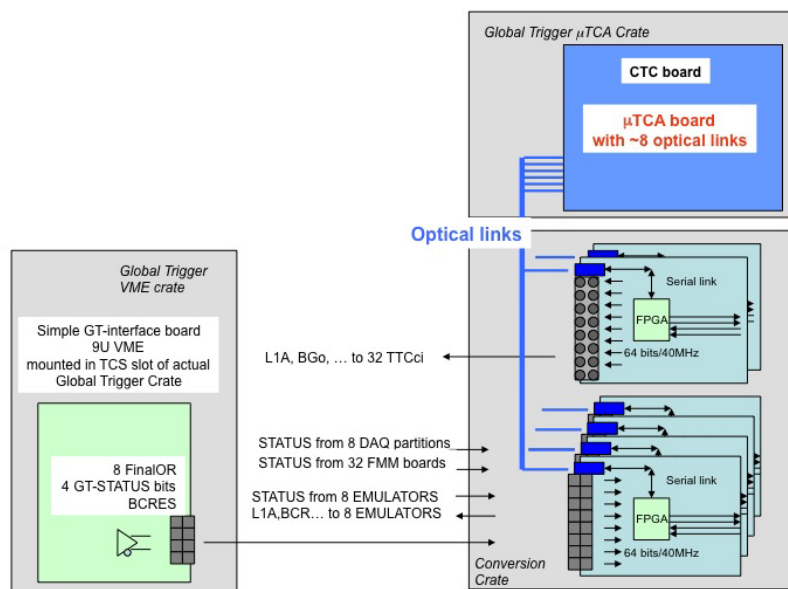 Global Trigger µTCA Crate
CTC board
µTCA board
with ~8 optical links
Optical links
Serial link
FPGA
64 bits/40MHz
Global Trigger
VME crate
Simple GT-interface board
9U VME
mounted in TCS slot of actual
Global Trigger Crate
8 FinalOR
4 GT-STATUS bits
BCRES
L1A, BGo, … to 32 TTCci
STATUS from 8 DAQ partitions
STATUS from 32 FMM boards
STATUS from 8 EMULATORS
L1A,BCR… to 8 EMULATORS
Serial link
FPGA
64 bits/40MHz
Conversion
Crate